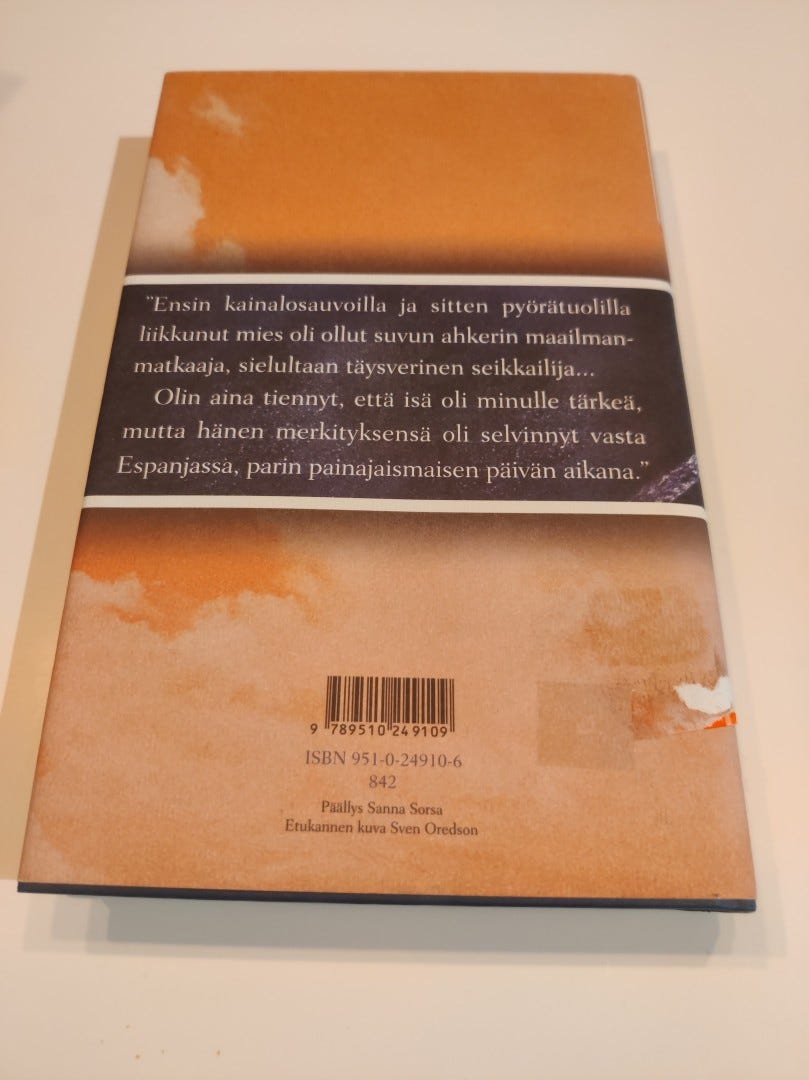 "Ensin kainalosauvoilla ja sitten pyörätuolilla
liikkunut mies oli ollut suvun ahkerin maailman-
matkaaja, sielultaan täysverinen seikkailija...
Olin aina tiennyt, että isä oli minulle tärkeä,
mutta hänen merkityksensä oli selvinnyt vasta
Espanjassa, parin painajaismaisen päivän aikana."
9 789510 249109
ISBN 951-0-24910-6
842
Päällys Sanna Sorsa
Etukannen kuva Sven Oredson